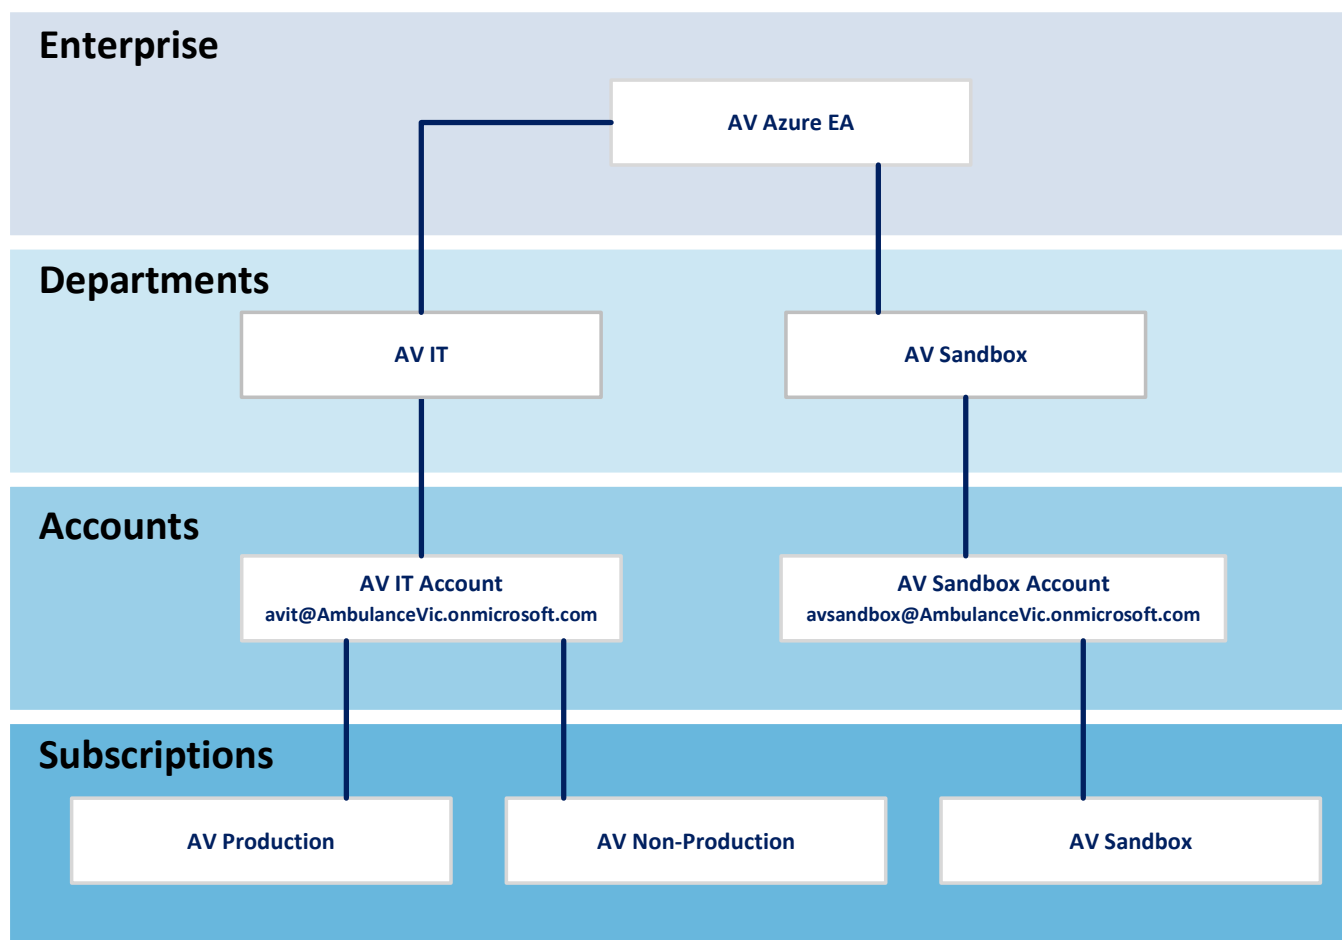 Enterprise
AV Azure EA
Departments
AV IT
AV Sandbox
Accounts
AV IT Account
avit@AmbulanceVic.onmicrosoft.com
AV Sandbox Account
avsandbox@AmbulanceVic.onmicrosoft.com
Subscriptions
AV Production
AV Non-Production
AV Sandbox